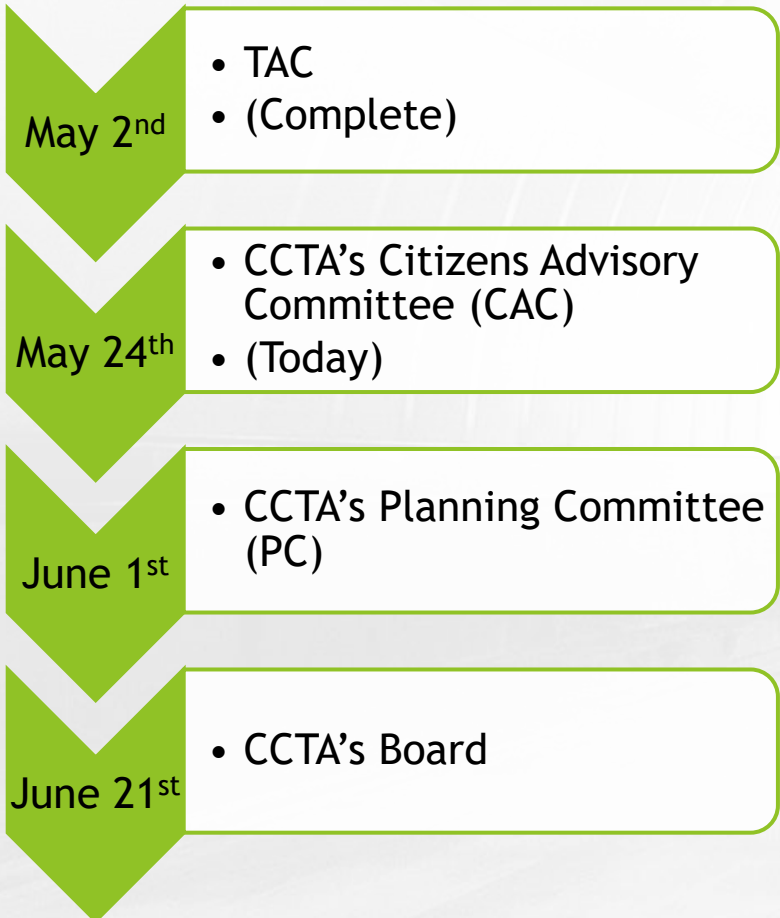 May 2nd
• TAC
• (Complete)
May 24th
• CCTA's Citizens Advisory
Committee (CAC)
• (Today)
June 1st
• CCTA's Planning Committee
(PC)
June 21st
• CCTA's Board